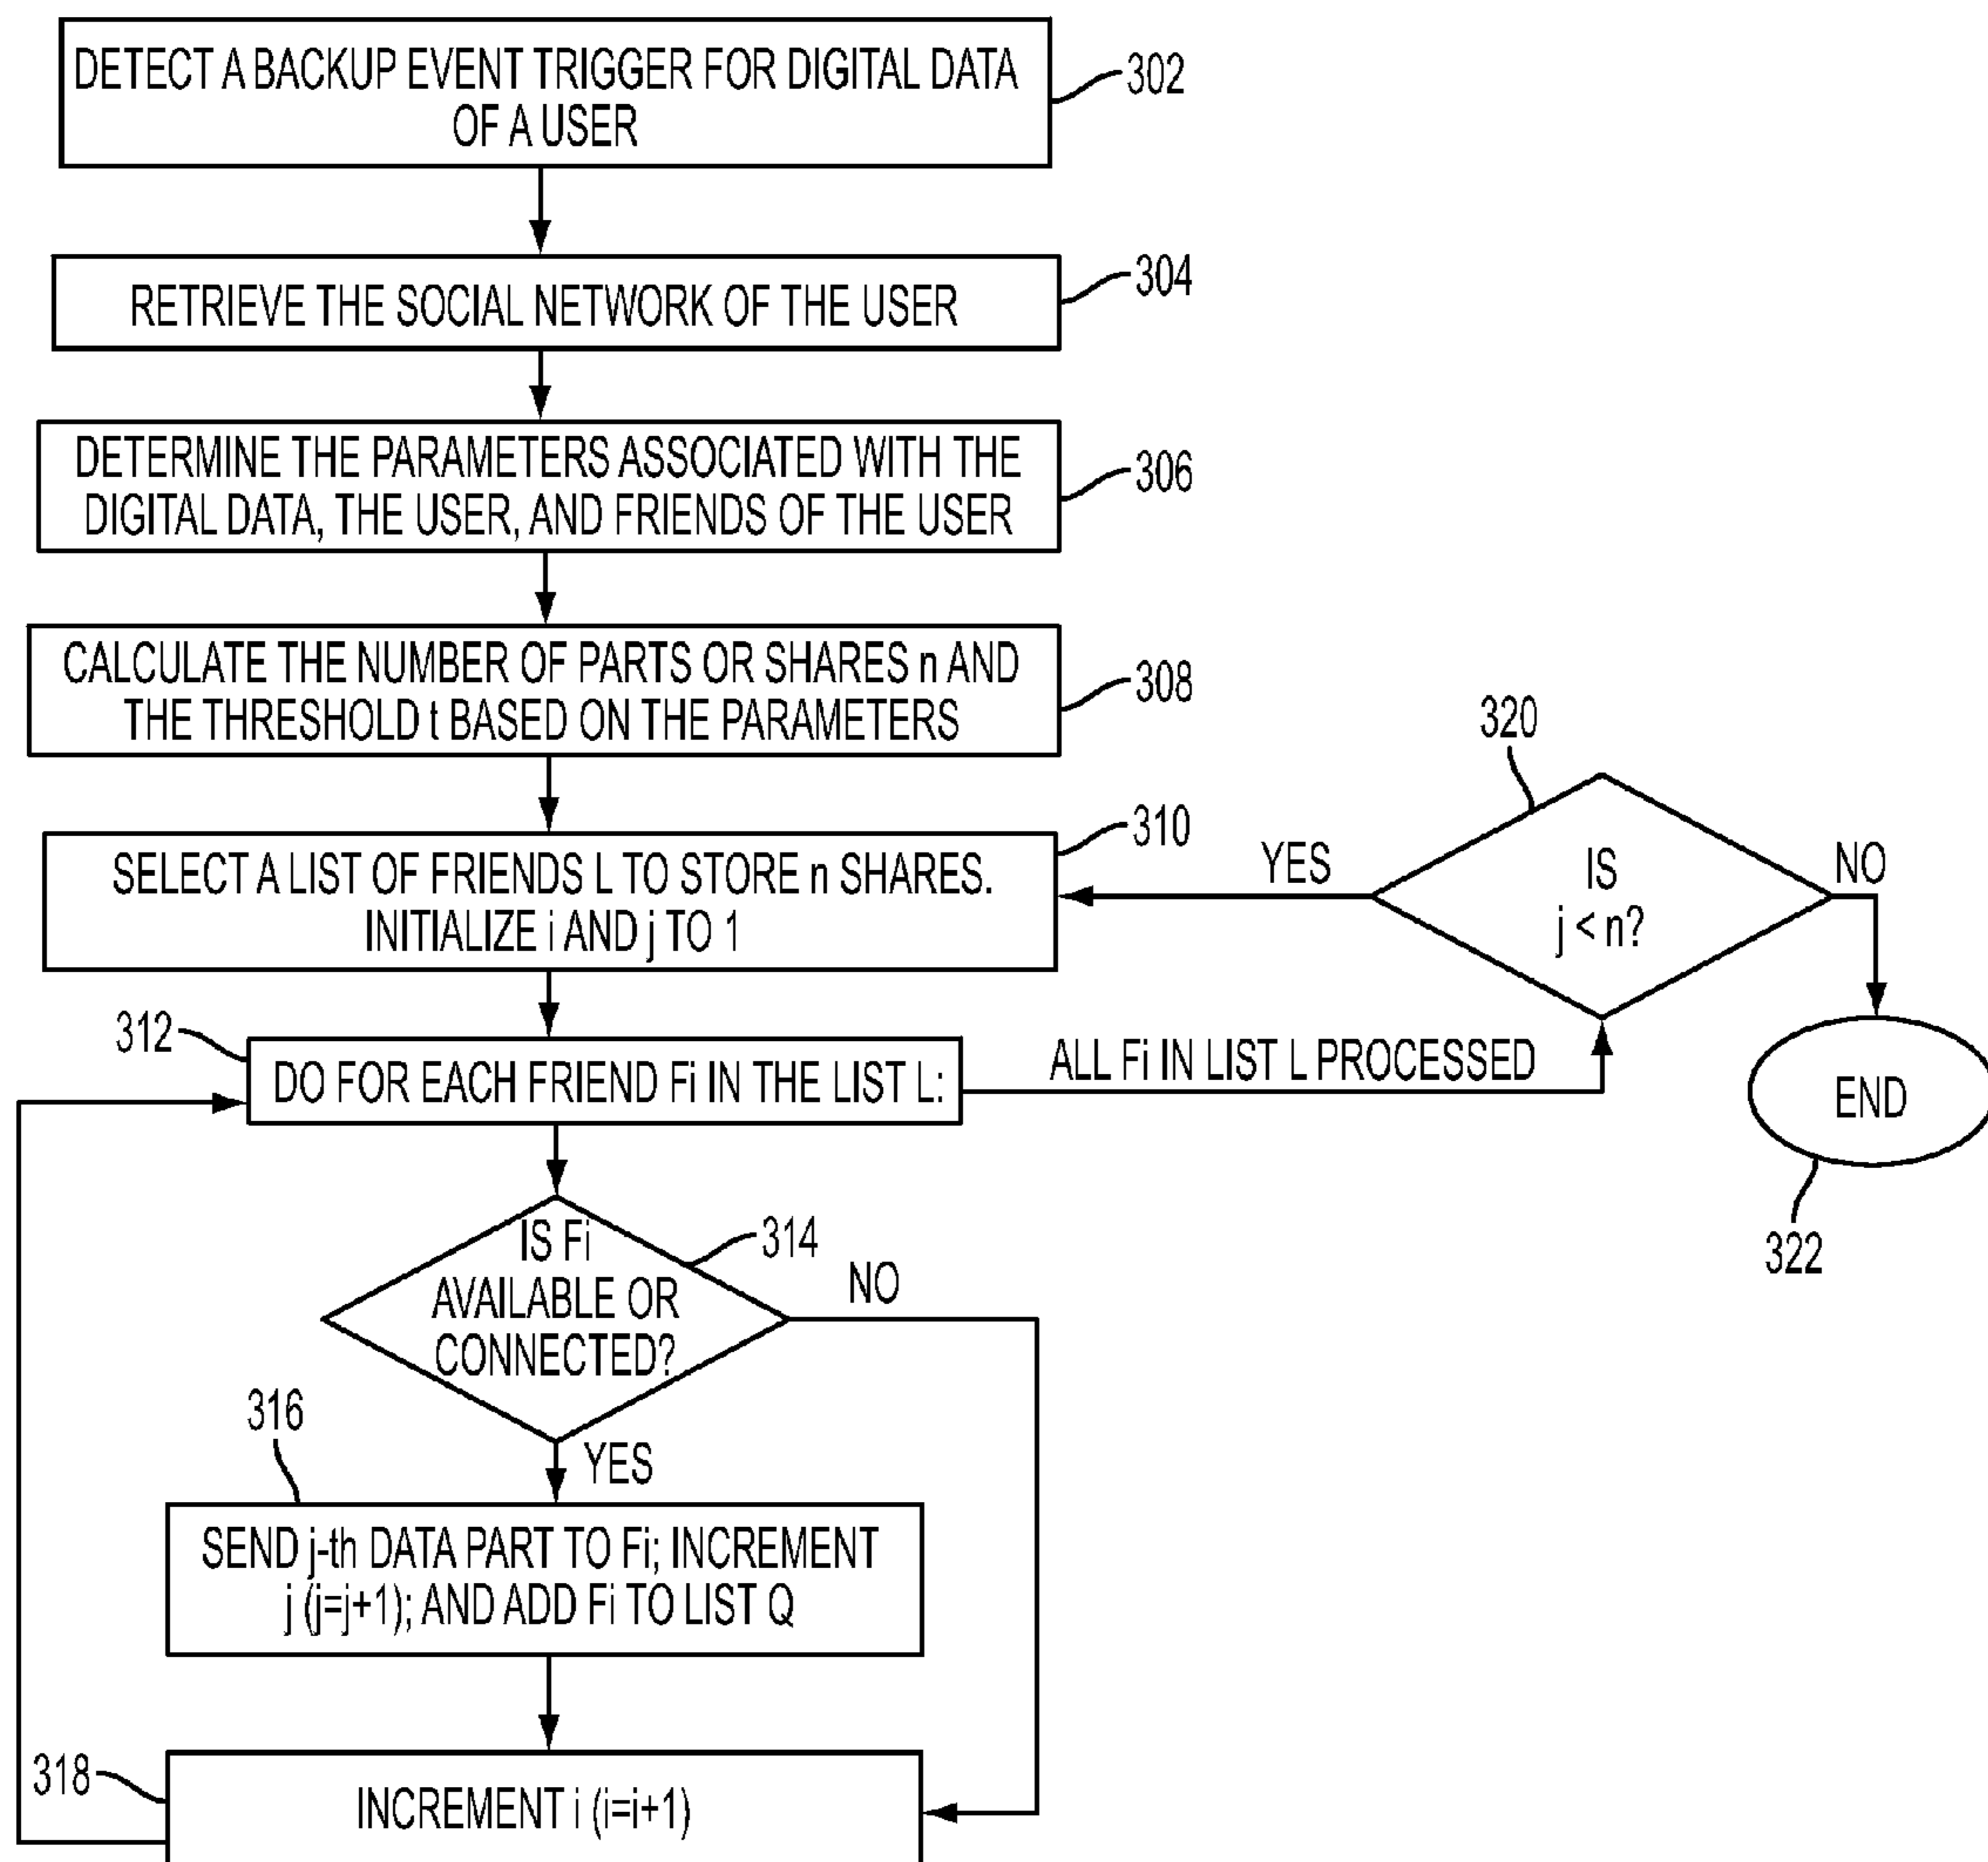 DETECT A BACKUP EVENT TRIGGER FOR DIGITAL DATA
OF A USER
302
RETRIEVE THE SOCIAL NETWORK OF THE USER
304
DETERMINE THE PARAMETERS ASSOCIATED WITH THE
DIGITAL DATA, THE USER, AND FRIENDS OF THE USER
306
CALCULATE THE NUMBER OF PARTS OR SHARES n AND
THE THRESHOLD t BASED ON THE PARAMETERS
308
SELECT A LIST OF FRIENDS L TO STORE n SHARES.
INITIALIZE i AND j TO 1
310
320
IS
j < n?
YES
NO
END
322
312
DO FOR EACH FRIEND Fi IN THE LIST L:
ALL Fi IN LIST L PROCESSED
IS Fi
AVAILABLE OR
CONNECTED?
314
NO
YES
316
SEND j-th DATA PART TO Fi; INCREMENT
j (j=j+1); AND ADD Fi TO LIST Q
318
INCREMENT i (i=i+1)